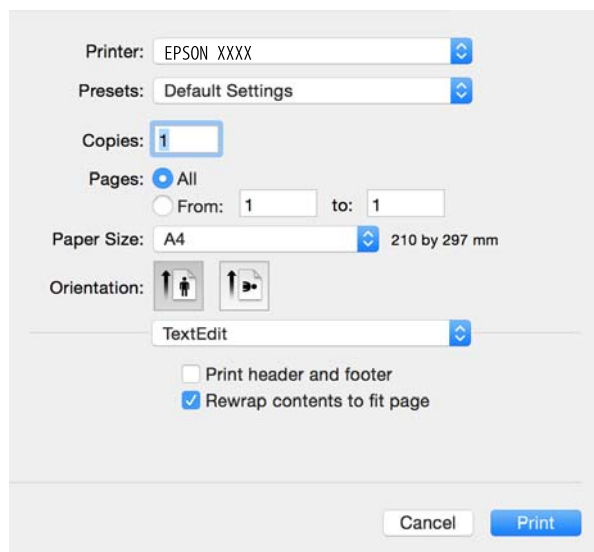 Printer: EPSON XXXX
Presets: Default Settings
Copies: 1
Pages: All
From: 1 to: 1
Paper Size: A4 210 by 297 mm
Orientation:
TextEdit
Print header and footer
Rewrap contents to fit page
Cancel Print